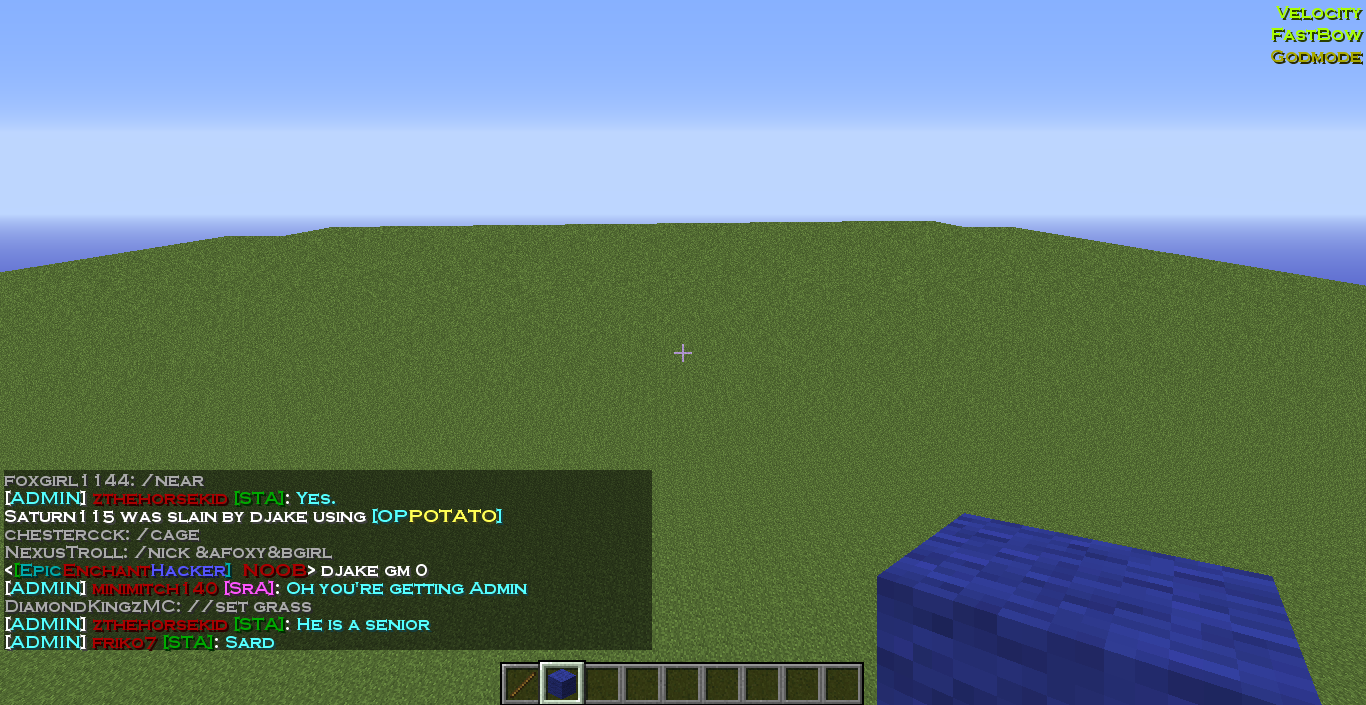 Velocity
FastBow
Godmode
foxgirl1144: /near
[ADMIN] zthehorsekid [STA]: Yes.
Saturn115 was slain by djake using [OPPOTATO]
chestercck: /cage
NexusTroll: /nick &afoxy&bgirl
<[EpicEnchantHacker] NOOB> djake gm 0
[ADMIN] minimitch140 [SrA]: Oh you're getting Admin
DiamondKingzMC: //set grass
[ADMIN] zthehorsekid [STA]: He is a senior
[ADMIN] friko7 [STA]: Sard